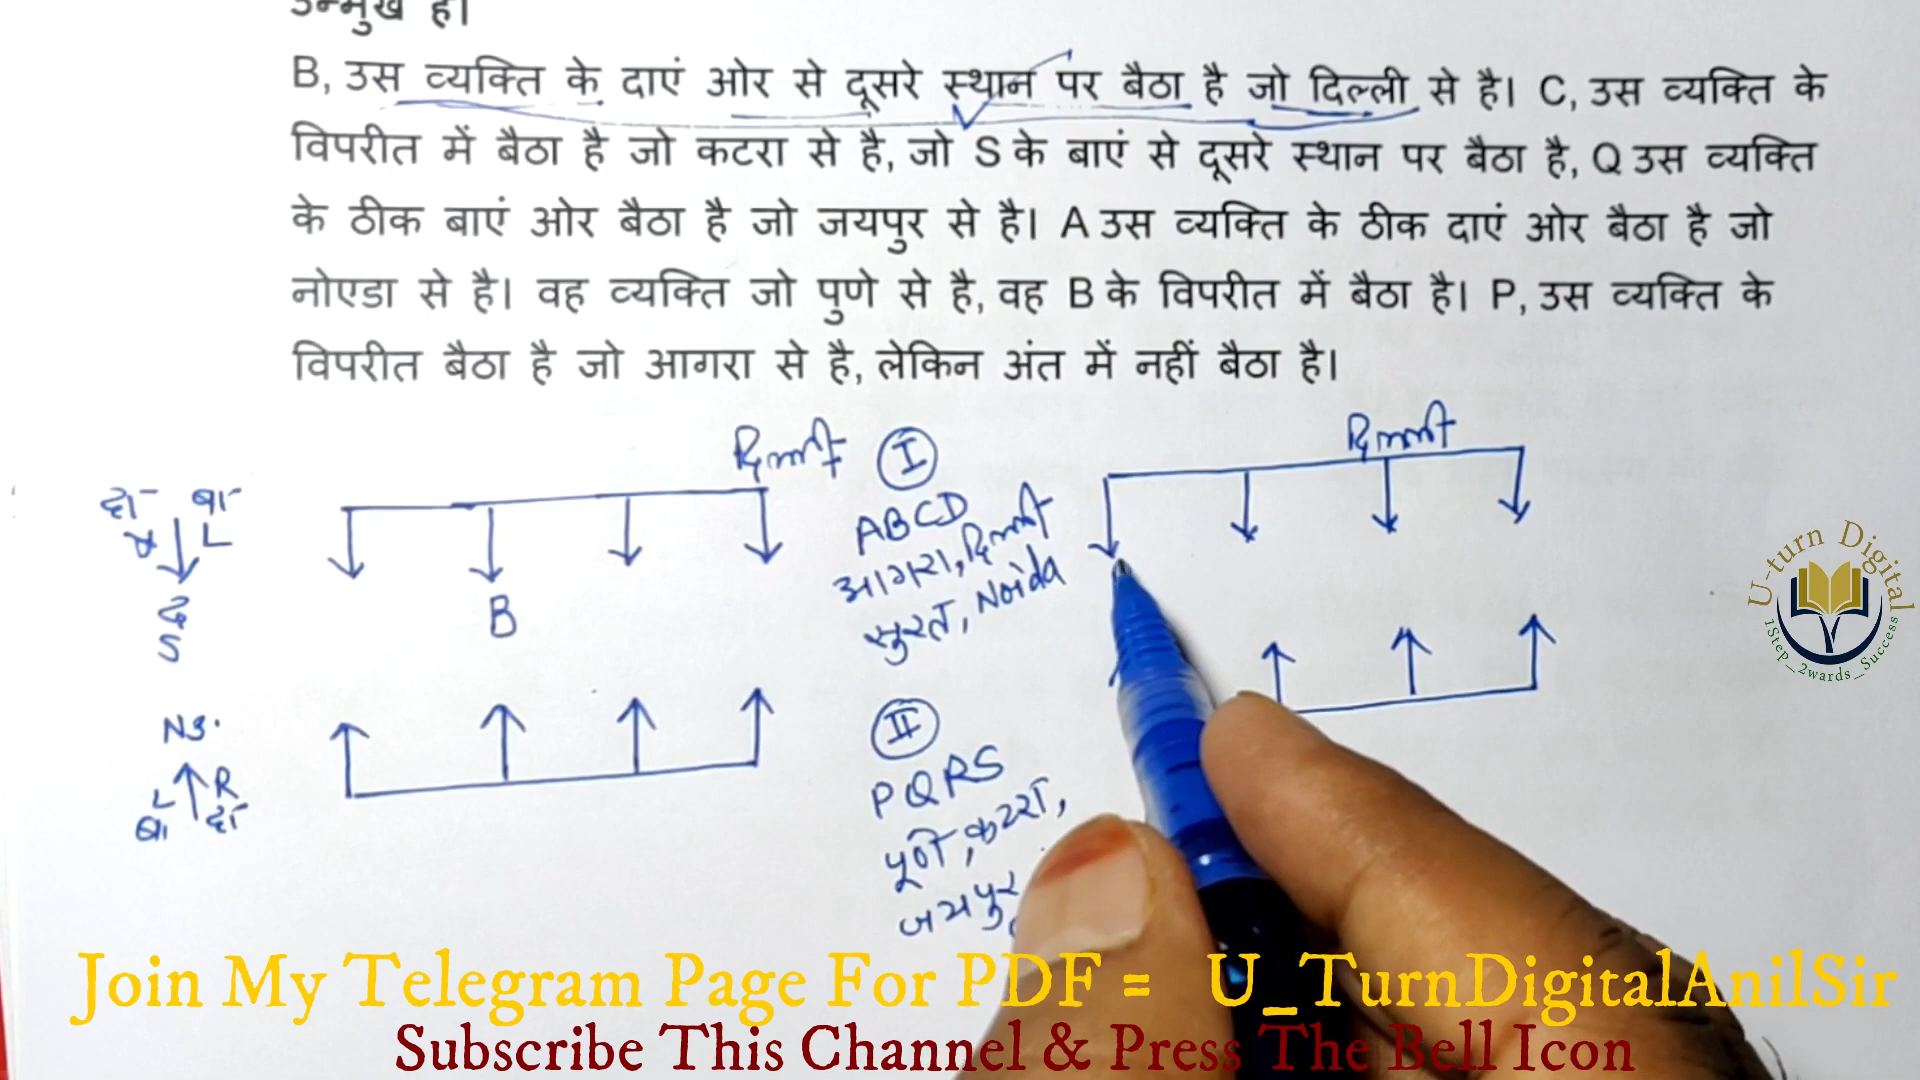 उन्मुख है।
B, उस व्यक्ति के दाएं ओर से दूसरे स्थान पर बैठा है जो दिल्ली से है। C, उस व्यक्ति के
विपरीत में बैठा है जो कटरा से है, जो S के बाएं से दूसरे स्थान पर बैठा है, Q उस व्यक्ति
के ठीक बाएं ओर बैठा है जो जयपुर से है। A उस व्यक्ति के ठीक दाएं ओर बैठा है जो
नोएडा से है। वह व्यक्ति जो पुणे से है, वह B के विपरीत में बैठा है। P, उस व्यक्ति के
विपरीत बैठा है जो आगरा से है, लेकिन अंत में नहीं बैठा है।
दिल्ली
I
दिल्ली
दा बा
L
ABCD
आगरा, दिल्ली
सुरत, Noida
द
S
B
II
PQRS
पूणे, कटरा,
जयपुर
L R
बा दा
U-turn Digital
1Step_2wards_Success
Join My Telegram Page For PDF = U_TurnDigitalAnilSir
Subscribe This Channel & Press The Bell Icon